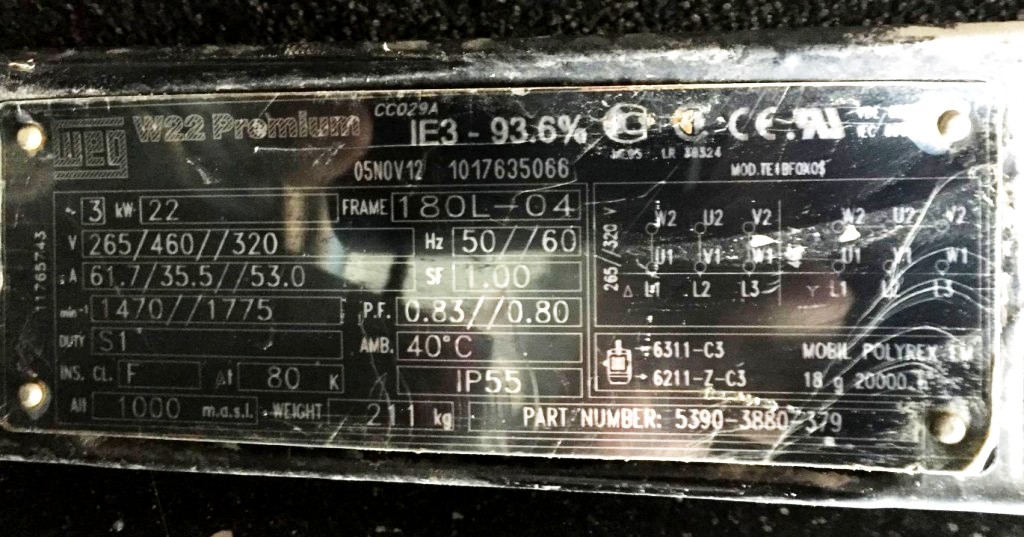 WEG W22 Premium CC029A
IE3 - 93.6%
05NOV12 1017635066 MOD.TE1BF0X0$
~ 3 kW 22 FRAME 180L-04
V 265/460//320 Hz 50//60
A 61.7/35.5//53.0 SF 1.00
min-1 1470//1775 P.F. 0.83//0.80
DUTY S1 AMB. 40°C
INS. CL. F Δt 80 K IP55
Alt 1000 m.a.s.l. WEIGHT 211 kg
PART NUMBER: 5390-3880-379
11765743
265/320 V
W2 U2 V2 W2 U2 V2
U1 V1 W1 U1 V1 W1
Δ L1 L2 L3 Y L1 L2 L3
6311-C3 MOBIL POLYREX EM
6211-Z-C3 18 g 20000 h